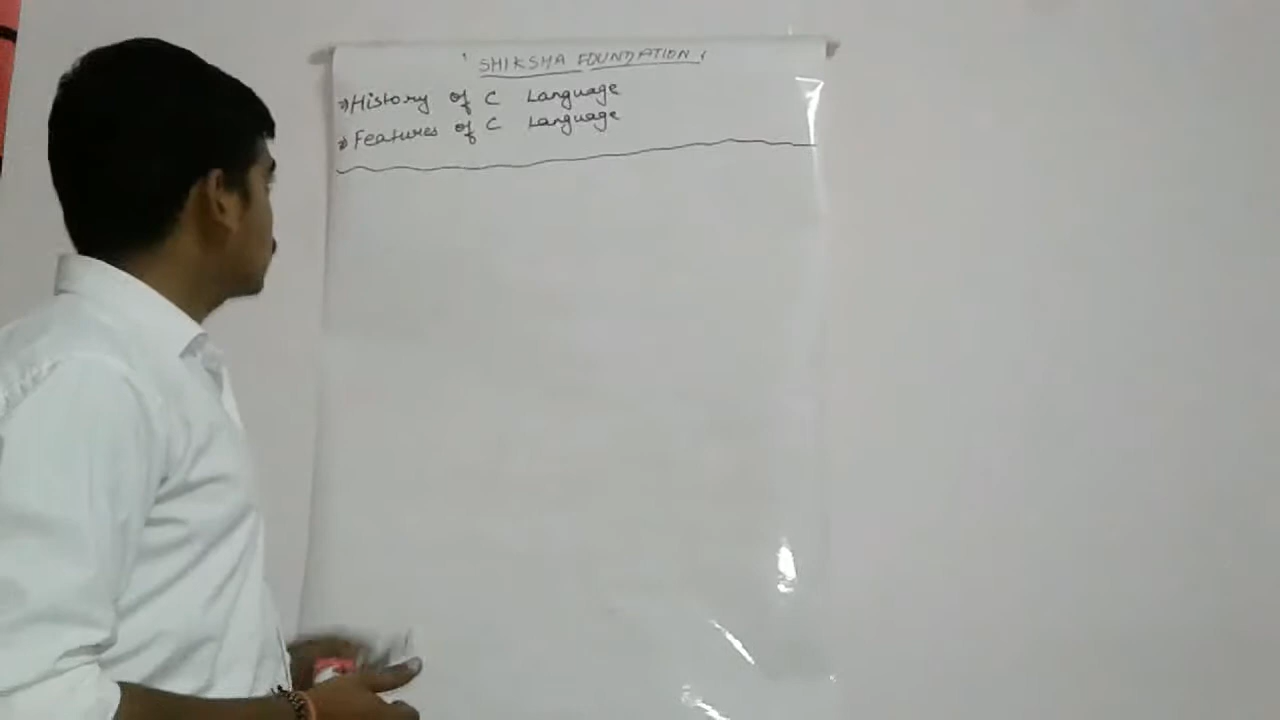 ' SHIKSHA FOUNDATION '
→ History of C Language
→ Features of C Language